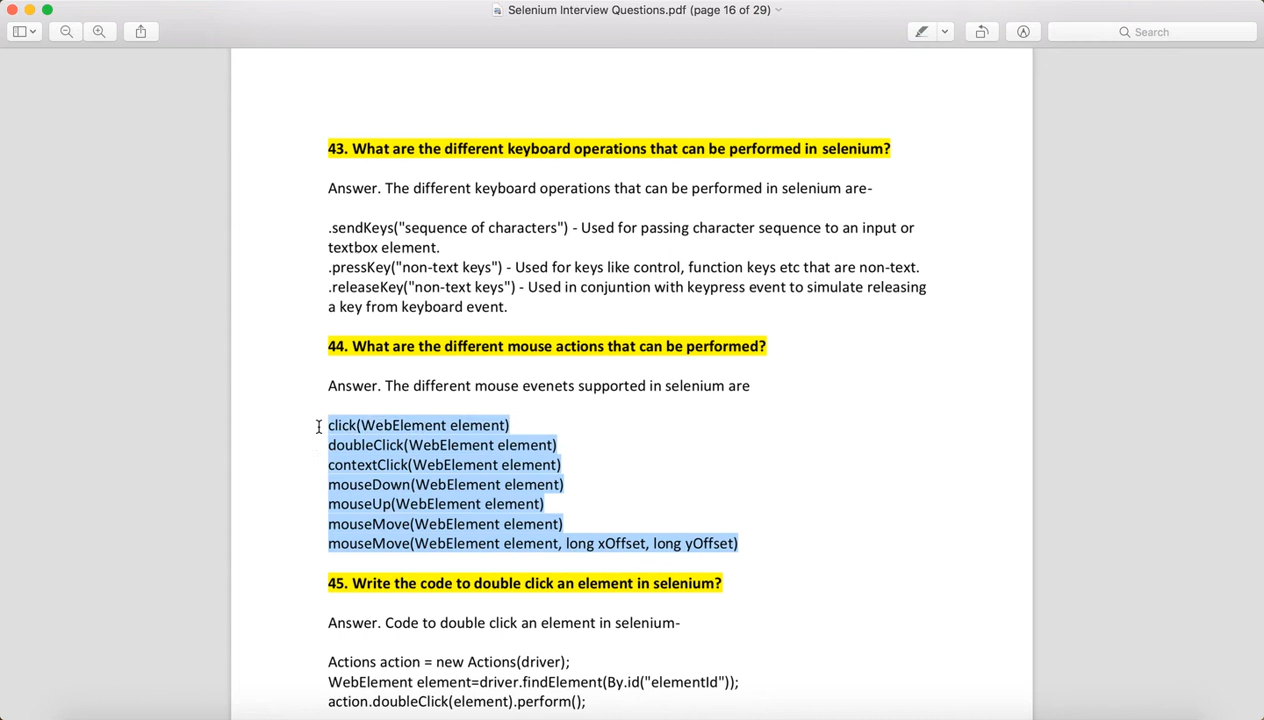 Selenium Interview Questions.pdf (page 16 of 29)
Search
43. What are the different keyboard operations that can be performed in selenium?
Answer. The different keyboard operations that can be performed in selenium are-
.sendKeys("sequence of characters") - Used for passing character sequence to an input or
textbox element.
.pressKey("non-text keys") - Used for keys like control, function keys etc that are non-text.
.releaseKey("non-text keys") - Used in conjuntion with keypress event to simulate releasing
a key from keyboard event.
44. What are the different mouse actions that can be performed?
Answer. The different mouse evenets supported in selenium are
click(WebElement element)
doubleClick(WebElement element)
contextClick(WebElement element)
mouseDown(WebElement element)
mouseUp(WebElement element)
mouseMove(WebElement element)
mouseMove(WebElement element, long xOffset, long yOffset)
45. Write the code to double click an element in selenium?
Answer. Code to double click an element in selenium-
Actions action = new Actions(driver);
WebElement element=driver.findElement(By.id("elementId"));
action.doubleClick(element).perform();